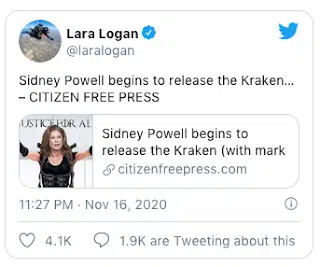 Lara Logan
@laralogan
Sidney Powell begins to release the Kraken...
– CITIZEN FREE PRESS
USTICE FOR AL
Sidney Powell begins to
release the Kraken (with mark
citizenfreepress.com
11:27 PM · Nov 16, 2020
4.1K 1.9K are Tweeting about this